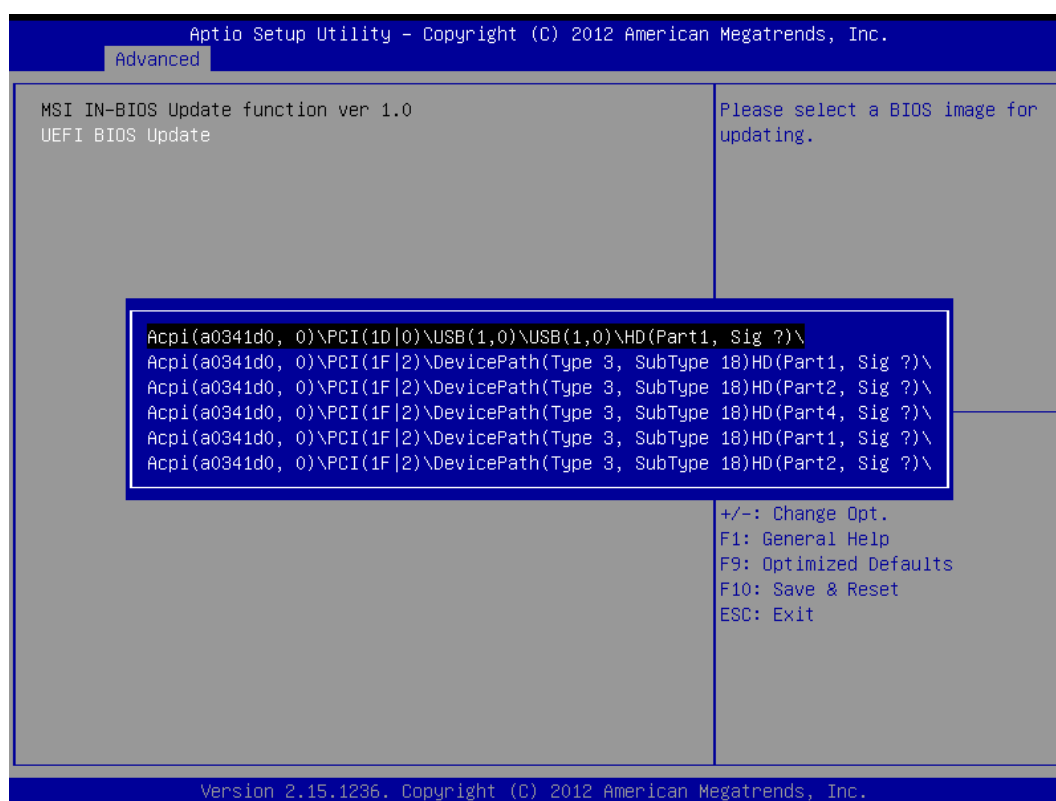 Aptio Setup Utility – Copyright (C) 2012 American Megatrends, Inc.
Advanced
MSI IN-BIOS Update function ver 1.0
UEFI BIOS Update
Please select a BIOS image for
updating.
Acpi(a0341d0, 0)\PCI(1D|0)\USB(1,0)\USB(1,0)\HD(Part1, Sig ?)\
Acpi(a0341d0, 0)\PCI(1F|2)\DevicePath(Type 3, SubType 18)HD(Part1, Sig ?)\
Acpi(a0341d0, 0)\PCI(1F|2)\DevicePath(Type 3, SubType 18)HD(Part2, Sig ?)\
Acpi(a0341d0, 0)\PCI(1F|2)\DevicePath(Type 3, SubType 18)HD(Part4, Sig ?)\
Acpi(a0341d0, 0)\PCI(1F|2)\DevicePath(Type 3, SubType 18)HD(Part1, Sig ?)\
Acpi(a0341d0, 0)\PCI(1F|2)\DevicePath(Type 3, SubType 18)HD(Part2, Sig ?)\
+/-: Change Opt.
F1: General Help
F9: Optimized Defaults
F10: Save & Reset
ESC: Exit
Version 2.15.1236. Copyright (C) 2012 American Megatrends, Inc.